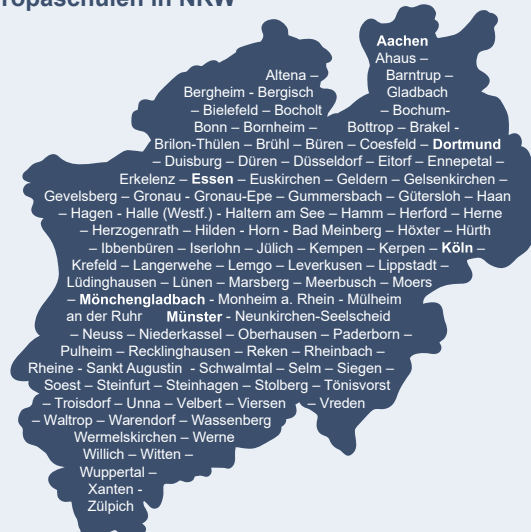 ropaschulen in NRW
Aachen
Ahaus –
Altena – Barntrup –
Bergheim - Bergisch Gladbach
– Bielefeld – Bocholt – Bochum-
Bonn – Bornheim – Bottrop – Brakel -
Brilon-Thülen – Brühl – Büren – Coesfeld – Dortmund
– Duisburg – Düren – Düsseldorf – Eitorf – Ennepetal –
Erkelenz – Essen – Euskirchen – Geldern – Gelsenkirchen –
Gevelsberg – Gronau - Gronau-Epe – Gummersbach – Gütersloh – Haan
– Hagen - Halle (Westf.) - Haltern am See – Hamm – Herford – Herne
– Herzogenrath – Hilden - Horn - Bad Meinberg – Höxter – Hürth
– Ibbenbüren – Iserlohn – Jülich – Kempen – Kerpen – Köln –
Krefeld – Langerwehe – Lemgo – Leverkusen – Lippstadt –
Lüdinghausen – Lünen – Marsberg – Meerbusch – Moers
– Mönchengladbach - Monheim a. Rhein - Mülheim
an der Ruhr Münster - Neunkirchen-Seelscheid
– Neuss – Niederkassel – Oberhausen – Paderborn –
Pulheim – Recklinghausen – Reken – Rheinbach –
Rheine - Sankt Augustin - Schwalmtal – Selm – Siegen –
Soest – Steinfurt – Steinhagen – Stolberg – Tönisvorst
– Troisdorf – Unna – Velbert – Viersen – Vreden
– Waltrop – Warendorf – Wassenberg
Wermelskirchen – Werne
Willich – Witten –
Wuppertal –
Xanten -
Zülpich